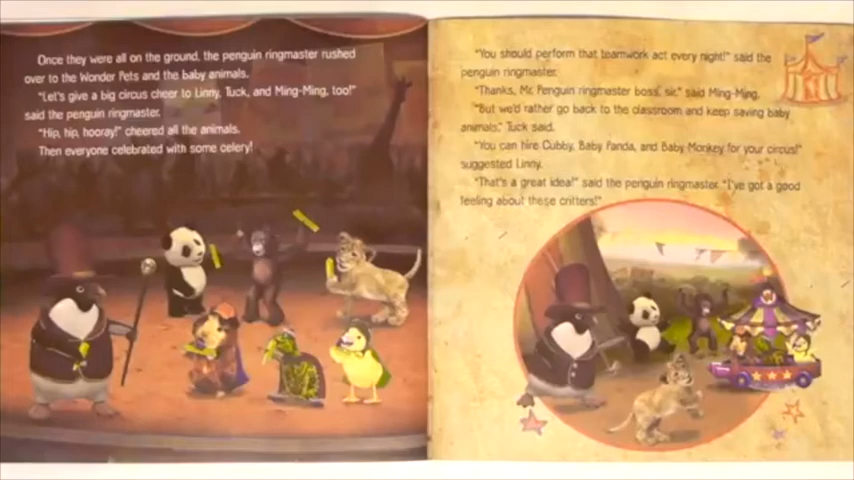 Once they were all on the ground, the penguin ringmaster rushed
over to the Wonder Pets and the baby animals.
"Let's give a big circus cheer to Linny, Tuck, and Ming-Ming, too!"
said the penguin ringmaster.
"Hip, hip, hooray!" cheered all the animals.
Then everyone celebrated with some celery!
"You should perform that teamwork act every night!" said the
penguin ringmaster.
"Thanks, Mr. Penguin ringmaster boss, sir," said Ming-Ming.
"But we'd rather go back to the classroom and keep saving baby
animals," Tuck said.
"You can hire Cubby, Baby Panda, and Baby Monkey for your circus!"
suggested Linny.
"That's a great idea!" said the penguin ringmaster. "I've got a good
feeling about these critters!"